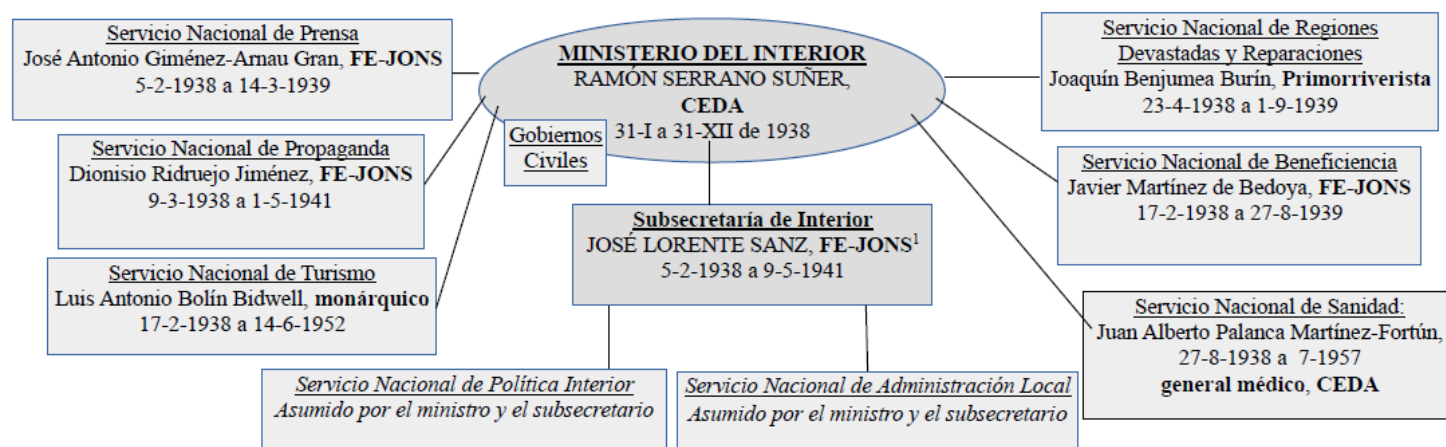 Servicio Nacional de Prensa
José Antonio Giménez-Arnau Gran, FE-JONS
5-2-1938 a 14-3-1939
Servicio Nacional de Propaganda
Dionisio Ridruejo Jiménez, FE-JONS
9-3-1938 a 1-5-1941
Servicio Nacional de Turismo
Luis Antonio Bolín Bidwell, monárquico
17-2-1938 a 14-6-1952
MINISTERIO DEL INTERIOR
RAMÓN SERRANO SUÑER,
CEDA
31-I a 31-XII de 1938
Gobiernos
Civiles
Subsecretaría de Interior
JOSÉ LORENTE SANZ, FE-JONS¹
5-2-1938 a 9-5-1941
Servicio Nacional de Política Interior
Asumido por el ministro y el subsecretario
Servicio Nacional de Administración Local
Asumido por el ministro y el subsecretario
Servicio Nacional de Regiones
Devastadas y Reparaciones
Joaquín Benjumea Burín, Primorriverista
23-4-1938 a 1-9-1939
Servicio Nacional de Beneficiencia
Javier Martínez de Bedoya, FE-JONS
17-2-1938 a 27-8-1939
Servicio Nacional de Sanidad:
Juan Alberto Palanca Martínez-Fortún,
27-8-1938 a 7-1957
general médico, CEDA